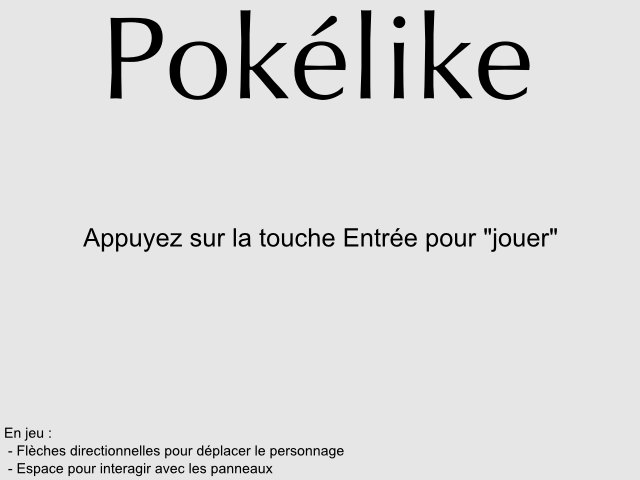 Pokélike
Appuyez sur la touche Entrée pour "jouer"
En jeu :
- Flèches directionnelles pour déplacer le personnage
- Espace pour interagir avec les panneaux